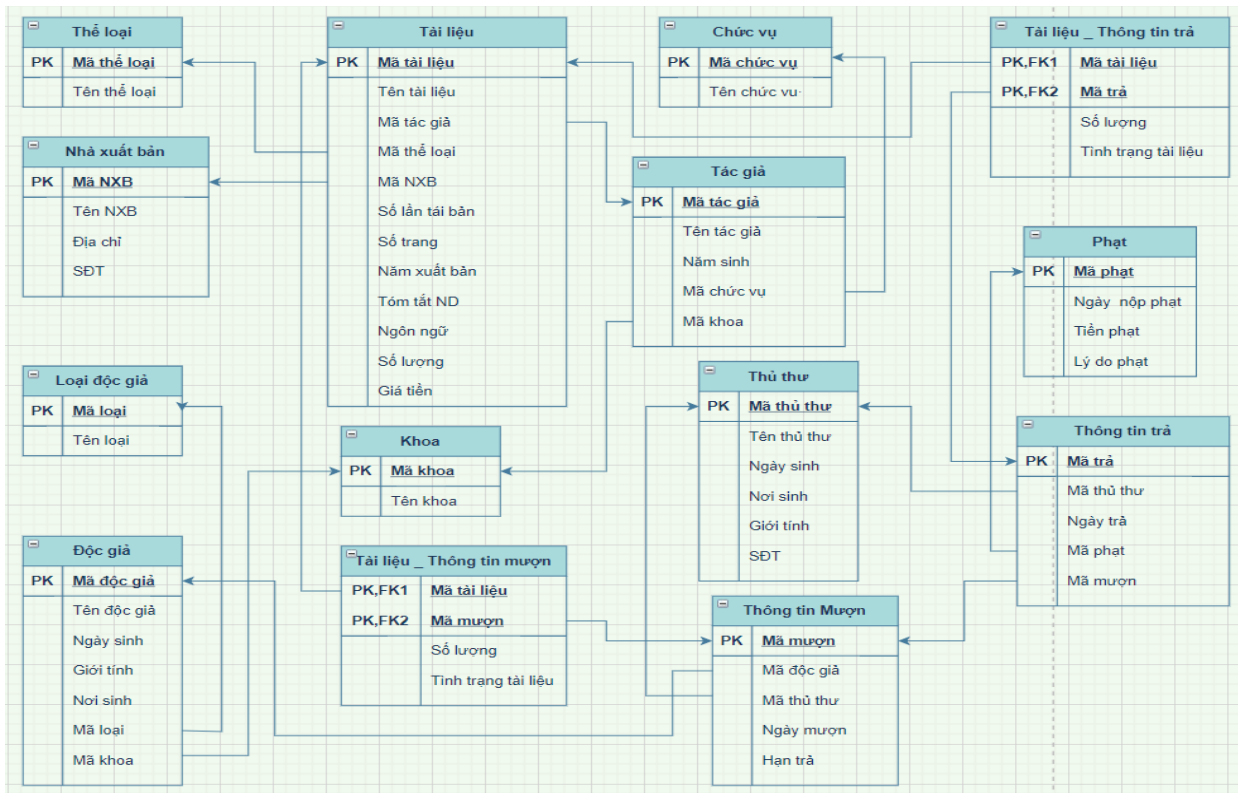 Thể loại
PK Mã thể loại
Tên thể loại
Nhà xuất bản
PK Mã NXB
Tên NXB
Địa chỉ
SĐT
Loại độc giả
PK Mã loại
Tên loại
Độc giả
PK Mã độc giả
Tên độc giả
Ngày sinh
Giới tính
Nơi sinh
Mã loại
Mã khoa
Tài liệu
PK Mã tài liệu
Tên tài liệu
Mã tác giả
Mã thể loại
Mã NXB
Số lần tái bản
Số trang
Năm xuất bản
Tóm tắt ND
Ngôn ngữ
Số lượng
Giá tiền
Khoa
PK Mã khoa
Tên khoa
Tài liệu _ Thông tin mượn
PK,FK1 Mã tài liệu
PK,FK2 Mã mượn
Số lượng
Tình trạng tài liệu
Chức vụ
PK Mã chức vụ
Tên chức vu
Tác giả
PK Mã tác giả
Tên tác giả
Năm sinh
Mã chức vụ
Mã khoa
Thủ thư
PK Mã thủ thư
Tên thủ thư
Ngày sinh
Nơi sinh
Giới tính
SĐT
Thông tin Mượn
PK Mã mượn
Mã độc giả
Mã thủ thư
Ngày mượn
Hạn trả
Tài liệu _ Thông tin trả
PK,FK1 Mã tài liệu
PK,FK2 Mã trả
Số lượng
Tình trạng tài liệu
Phạt
PK Mã phạt
Ngày nộp phạt
Tiền phạt
Lý do phạt
Thông tin trả
PK Mã trả
Mã thủ thư
Ngày trả
Mã phạt
Mã mượn